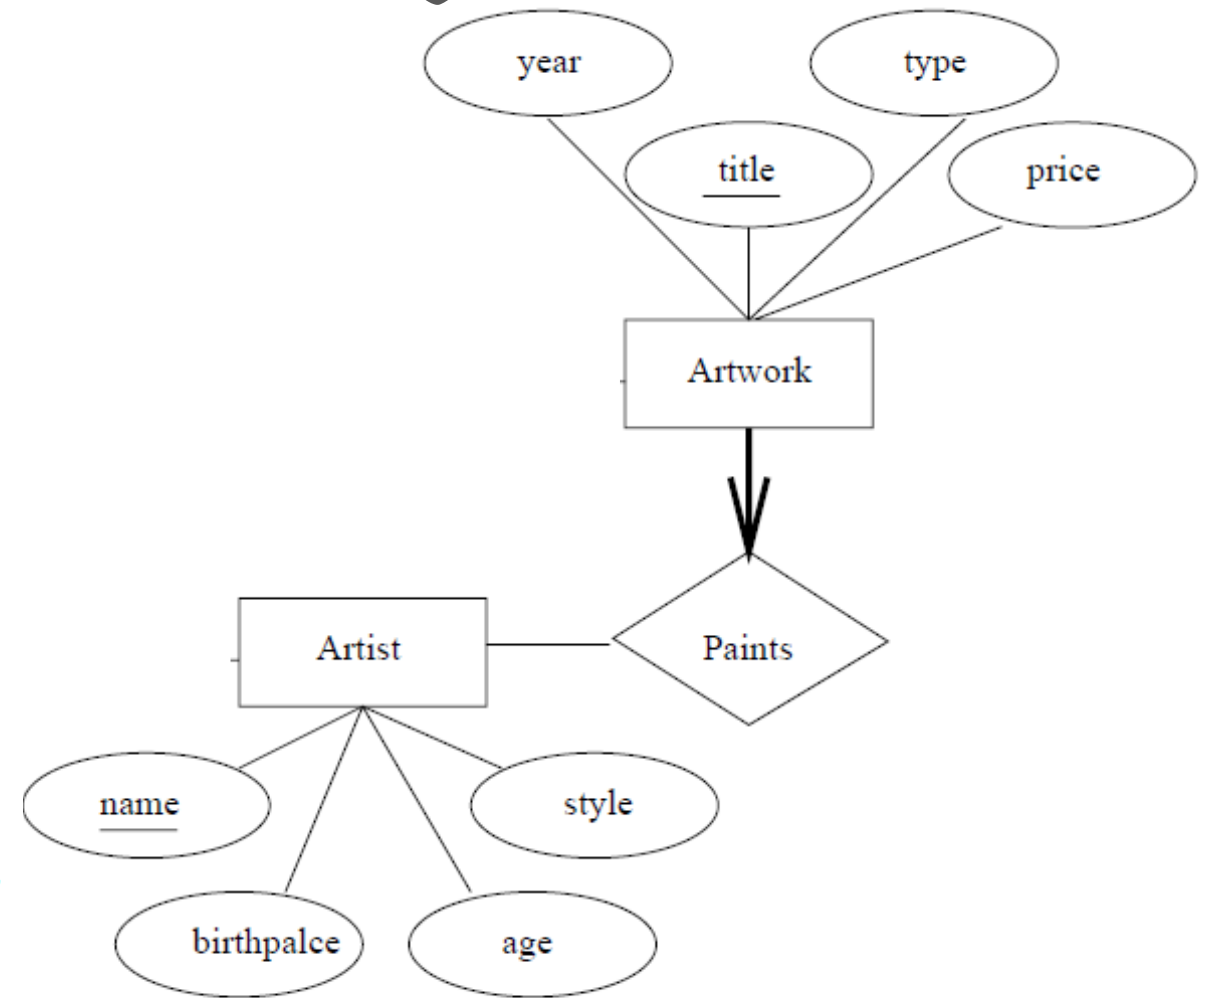 year
type
title
price
Artwork
Artist
Paints
name
style
birthpalce
age